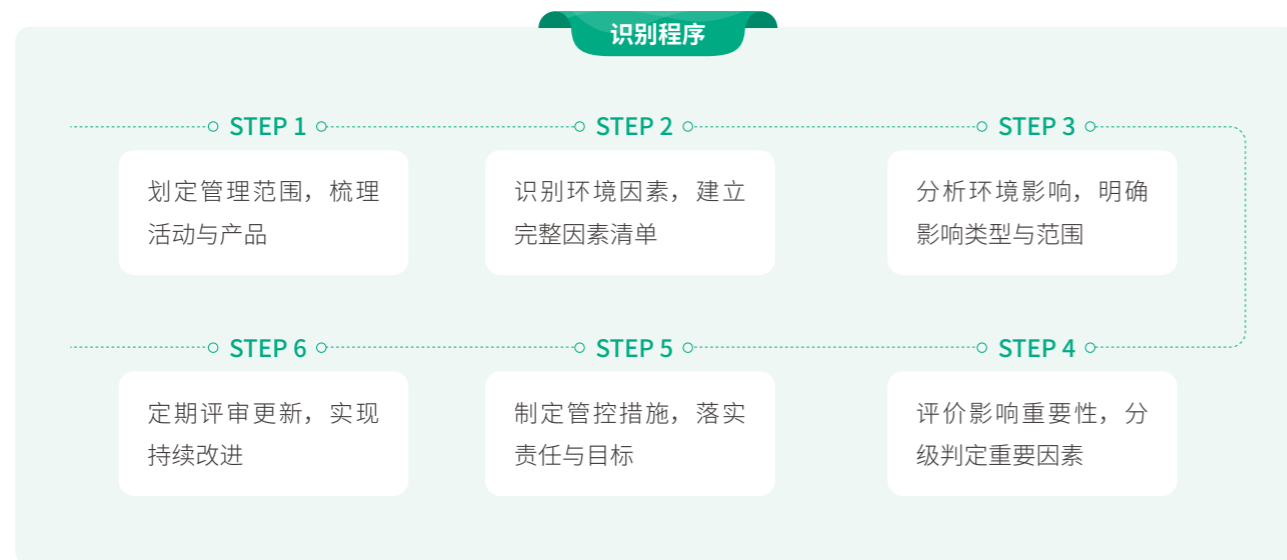 识别程序
STEP 1
划定管理范围，梳理
活动与产品
STEP 2
识别环境因素，建立
完整因素清单
STEP 3
分析环境影响，明确
影响类型与范围
STEP 4
评价影响重要性，分
级判定重要因素
STEP 5
制定管控措施，落实
责任与目标
STEP 6
定期评审更新，实现
持续改进